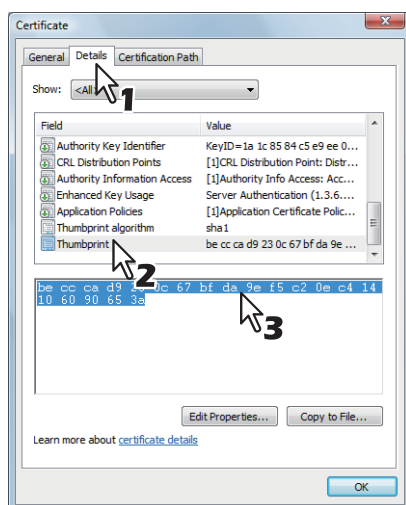 Certificate
General Details Certification Path
1
Show: <All>
Field Value
Authority Key Identifier KeyID=1a 1c 85 84 c5 e9 ee 0...
CRL Distribution Points [1]CRL Distribution Point: Distr...
Authority Information Access [1]Authority Info Access: Acc...
Enhanced Key Usage Server Authentication (1.3.6....
Application Policies [1]Application Certificate Polic...
Thumbprint algorithm sha1
Thumbprint be cc ca d9 23 0c 67 bf da 9e ...
2
be cc ca d9 23 0c 67 bf da 9e f5 c2 0e c4 14
10 60 90 65 3a
3
Edit Properties... Copy to File...
Learn more about certificate details
OK